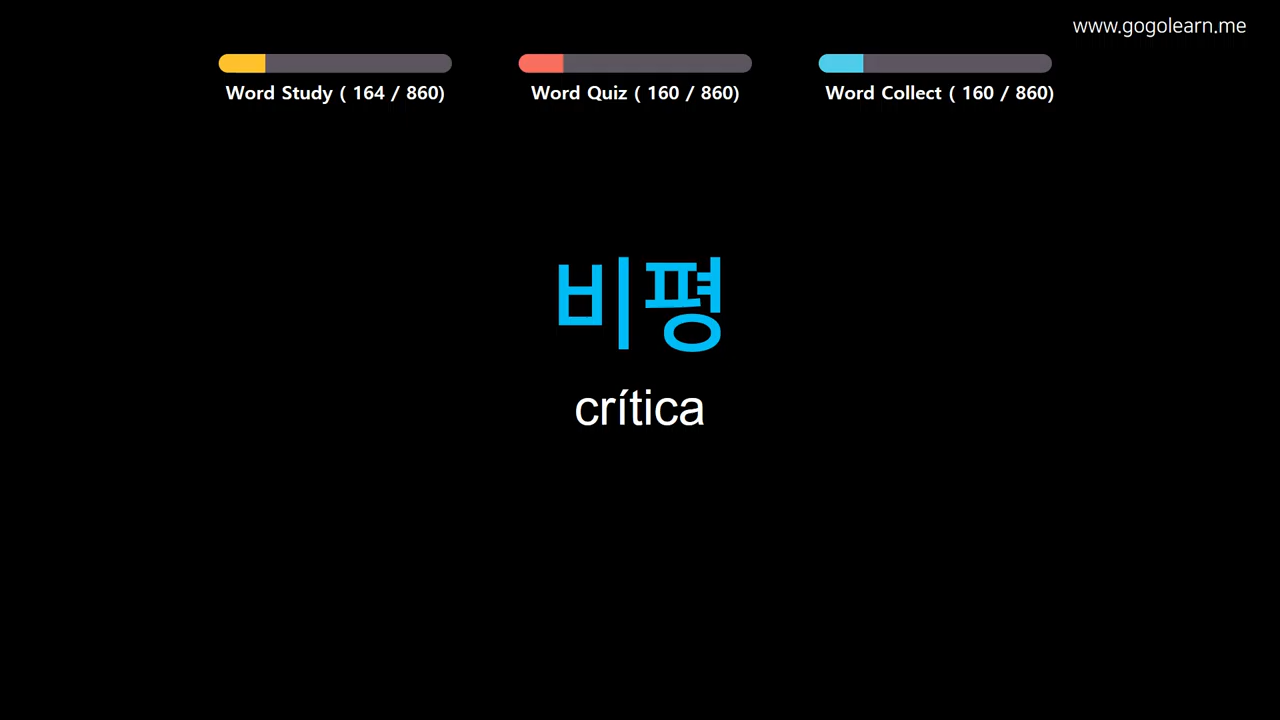 www.gogolearn.me
Word Study ( 164 / 860)
Word Quiz ( 160 / 860)
Word Collect ( 160 / 860)
비평
crítica